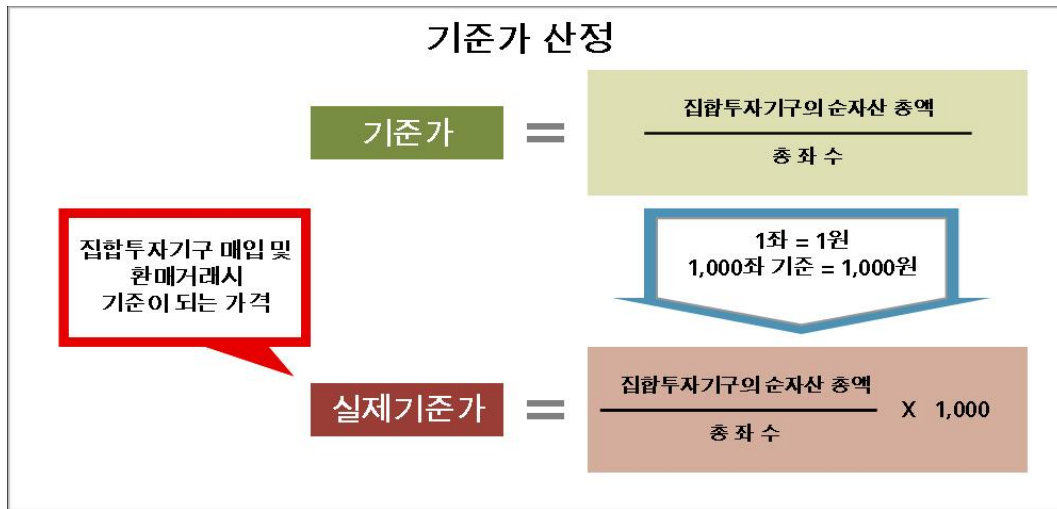 기준가 산정
기준가
=
집합투자기구의 순자산 총액
총 좌 수
집합투자기구 매입 및
환매거래시
기준이 되는 가격
1좌 = 1원
1,000좌 기준 = 1,000원
실제기준가
=
집합투자기구의 순자산 총액
총 좌 수
X 1,000